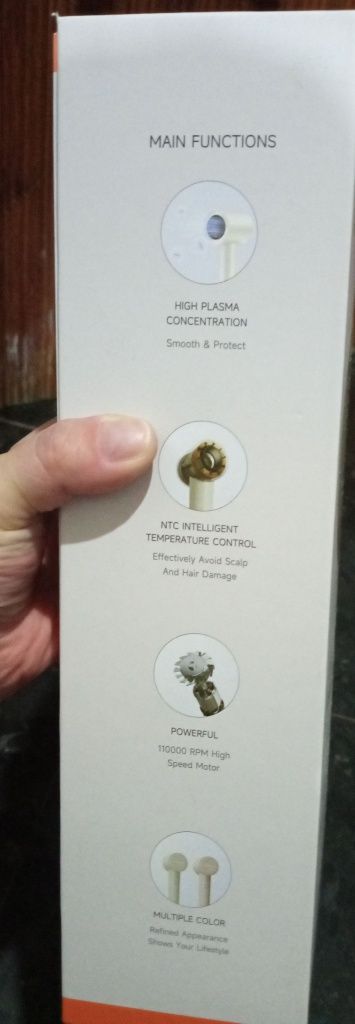 MAIN FUNCTIONS
HIGH PLASMA
CONCENTRATION
Smooth & Protect
NTC INTELLIGENT
TEMPERATURE CONTROL
Effectively Avoid Scalp
And Hair Damage
POWERFUL
110000 RPM High
Speed Motor
MULTIPLE COLOR
Refined Appearance
Shows Your Lifestyle